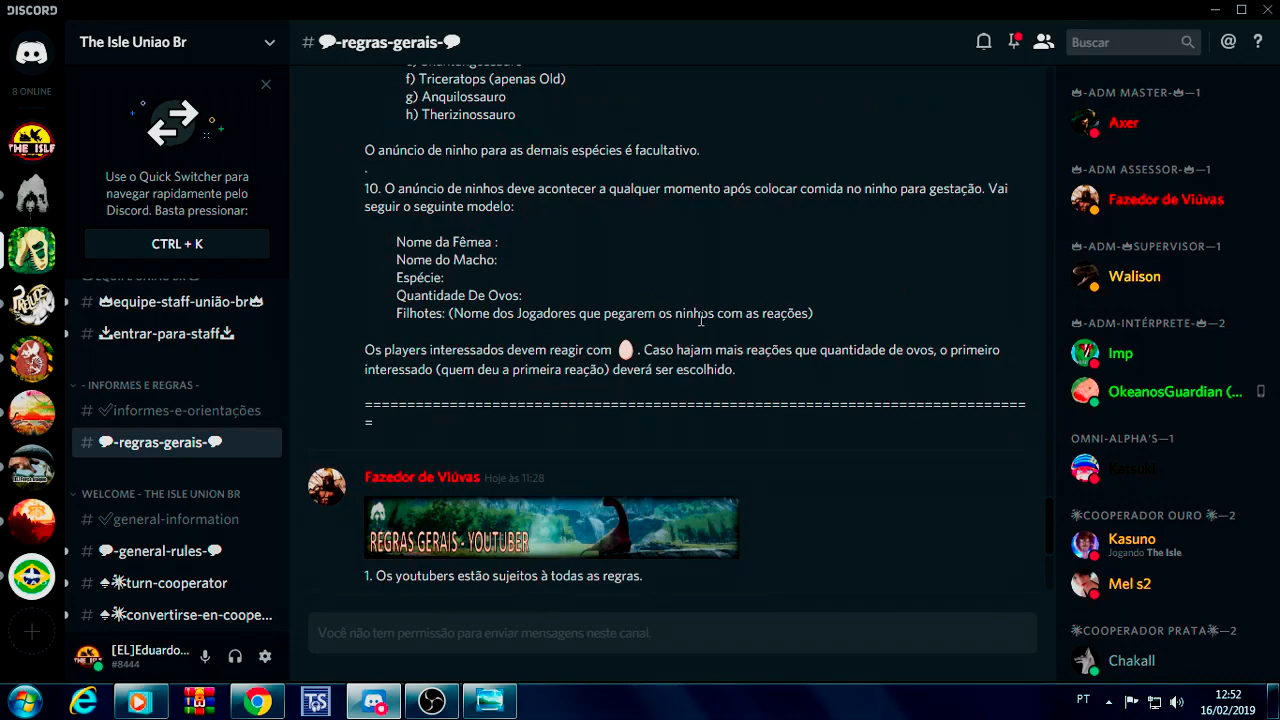 DISCORD
8 ONLINE
THE ISLE
PRELUDE
The Isle Uniao Br
Use o Quick Switcher para
navegar rapidamente pelo
Discord. Basta pressionar:
CTRL + K
# equipe-staff-união-br
# entrar-para-staff
- INFORMES E REGRAS -
# informes-e-orientações
# -regras-gerais-
WELCOME - THE ISLE UNION BR
# general-information
# -general-rules-
# turn-cooperator
# convertirse-en-coope...
[EL]Eduardo...
#8444
# -regras-gerais-
Buscar
f) Triceratops (apenas Old)
g) Anquilossauro
h) Therizinossauro
O anúncio de ninho para as demais espécies é facultativo.
.
10. O anúncio de ninhos deve acontecer a qualquer momento após colocar comida no ninho para gestação. Vai
seguir o seguinte modelo:
Nome da Fêmea :
Nome do Macho:
Espécie:
Quantidade De Ovos:
Filhotes: (Nome dos Jogadores que pegarem os ninhos com as reações)
Os players interessados devem reagir com 🥚 . Caso hajam mais reações que quantidade de ovos, o primeiro
interessado (quem deu a primeira reação) deverá ser escolhido.
===========================================================================
=
Fazedor de Viúvas Hoje às 11:28
REGRAS GERAIS - YOUTUBER
1. Os youtubers estão sujeitos à todas as regras.
Você não tem permissão para enviar mensagens neste canal.
-ADM MASTER-—1
Axer
-ADM ASSESSOR-—1
Fazedor de Viúvas
-ADM-SUPERVISOR—1
Walison
-ADM-INTÉRPRETE—2
Imp
OkeanosGuardian (...
OMNI-ALPHA'S—1
Katsuki
COOPERADOR OURO —2
Kasuno
Jogando The Isle
Mel s2
COOPERADOR PRATA—2
Chakall
TS
PT
12:52
16/02/2019